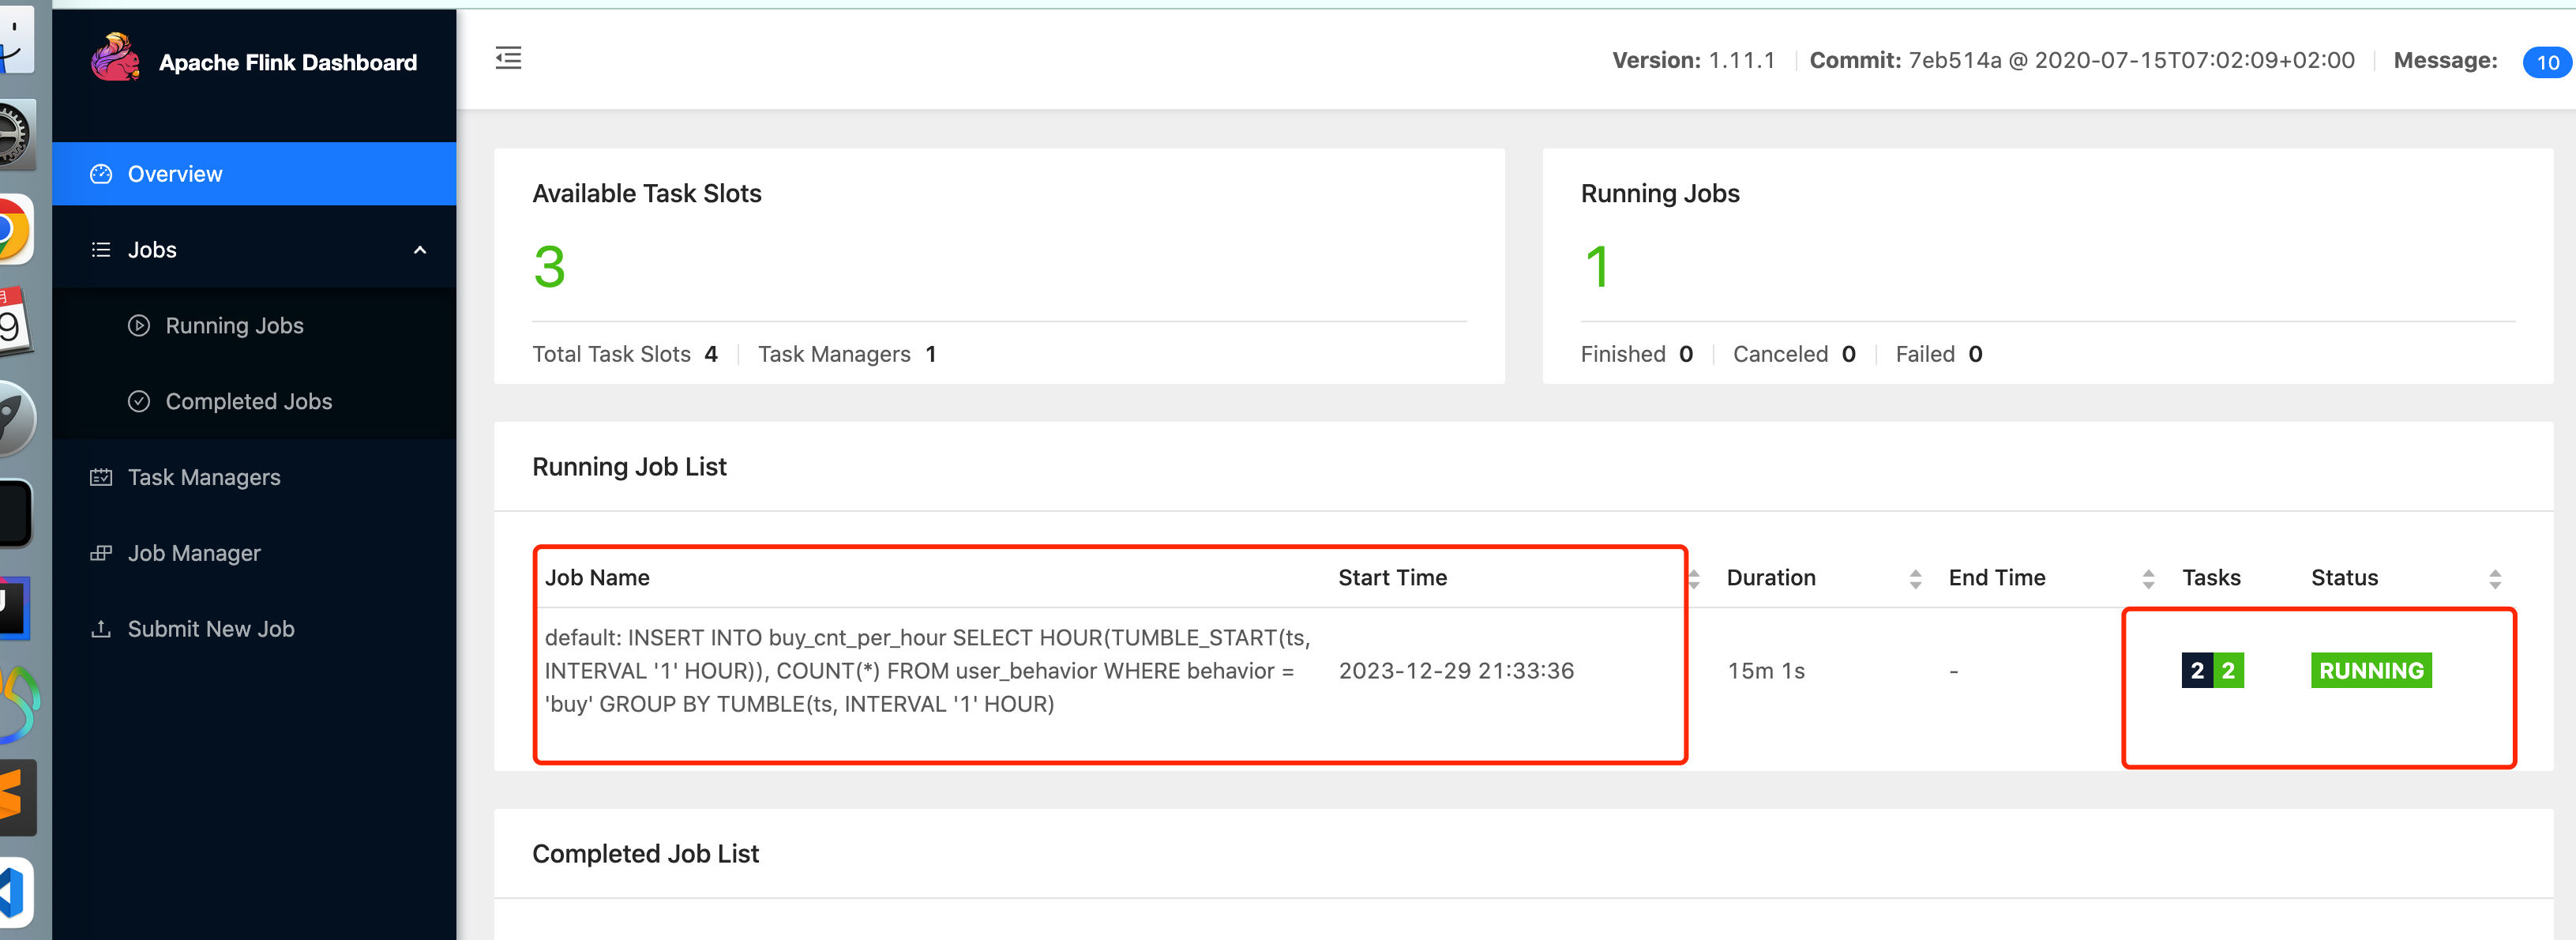 Apache Flink Dashboard
Version: 1.11.1 Commit: 7eb514a @ 2020-07-15T07:02:09+02:00 Message: 10
Overview
Jobs
Running Jobs
Completed Jobs
Task Managers
Job Manager
Submit New Job
Available Task Slots
3
Total Task Slots 4 Task Managers 1
Running Jobs
1
Finished 0 Canceled 0 Failed 0
Running Job List
Job Name Start Time Duration End Time Tasks Status
default: INSERT INTO buy_cnt_per_hour SELECT HOUR(TUMBLE_START(ts,
INTERVAL '1' HOUR)), COUNT(*) FROM user_behavior WHERE behavior =
'buy' GROUP BY TUMBLE(ts, INTERVAL '1' HOUR)
2023-12-29 21:33:36 15m 1s - 2 2 RUNNING
Completed Job List